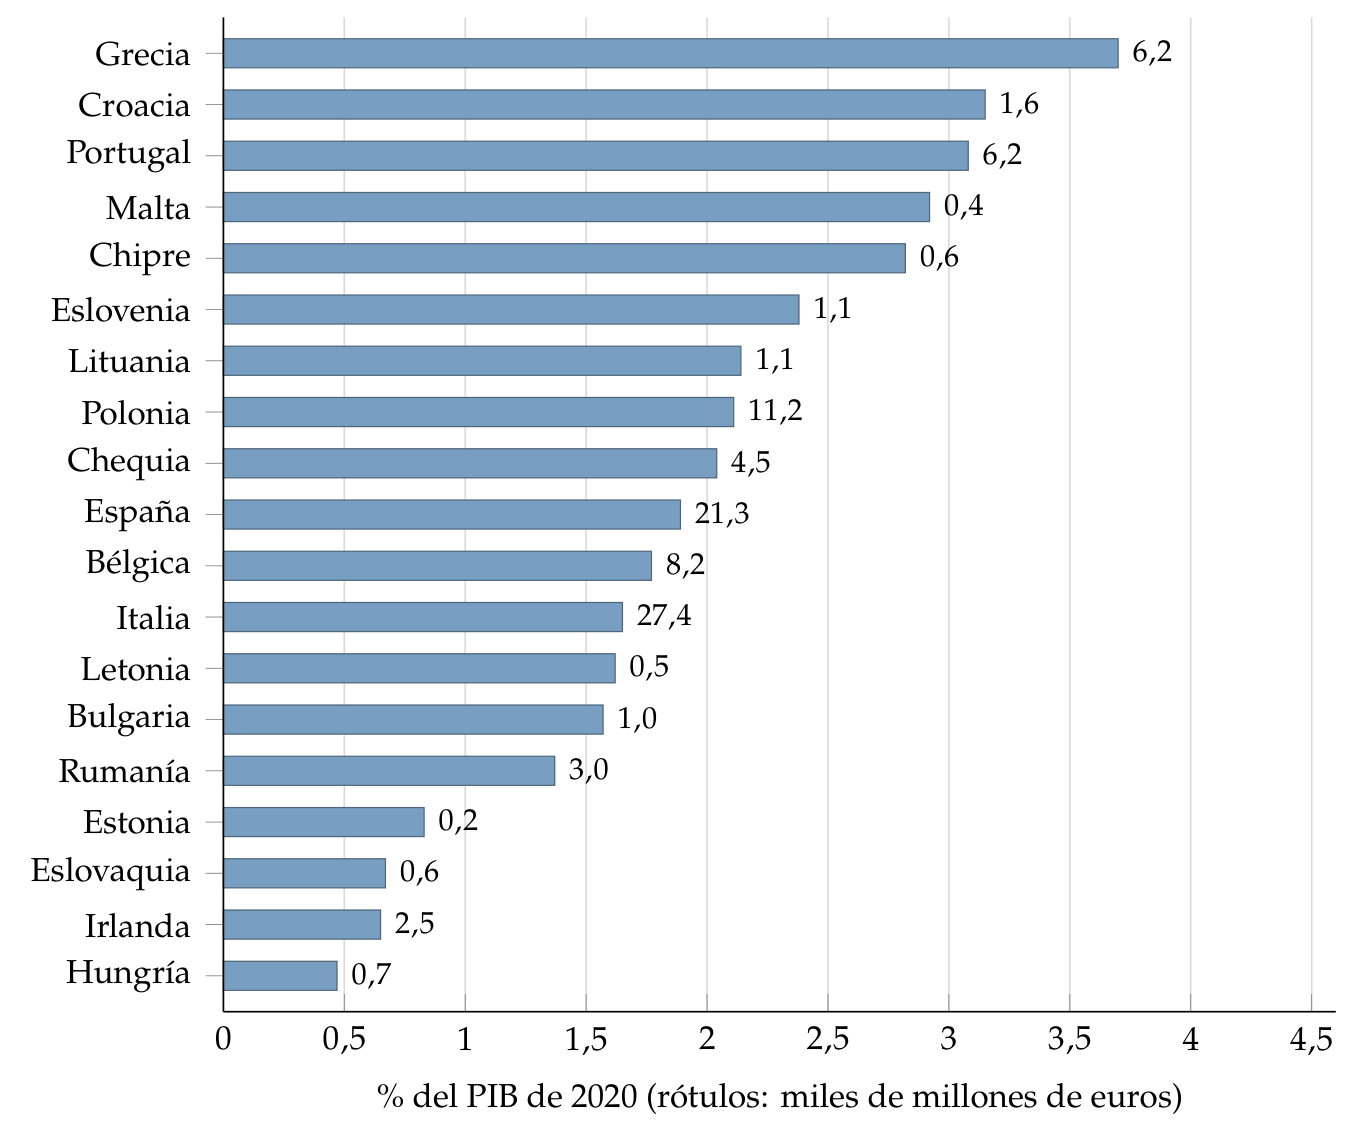 Grecia 6,2
Croacia 1,6
Portugal 6,2
Malta 0,4
Chipre 0,6
Eslovenia 1,1
Lituania 1,1
Polonia 11,2
Chequia 4,5
España 21,3
Bélgica 8,2
Italia 27,4
Letonia 0,5
Bulgaria 1,0
Rumanía 3,0
Estonia 0,2
Eslovaquia 0,6
Irlanda 2,5
Hungría 0,7
0 0,5 1 1,5 2 2,5 3 3,5 4 4,5
% del PIB de 2020 (rótulos: miles de millones de euros)